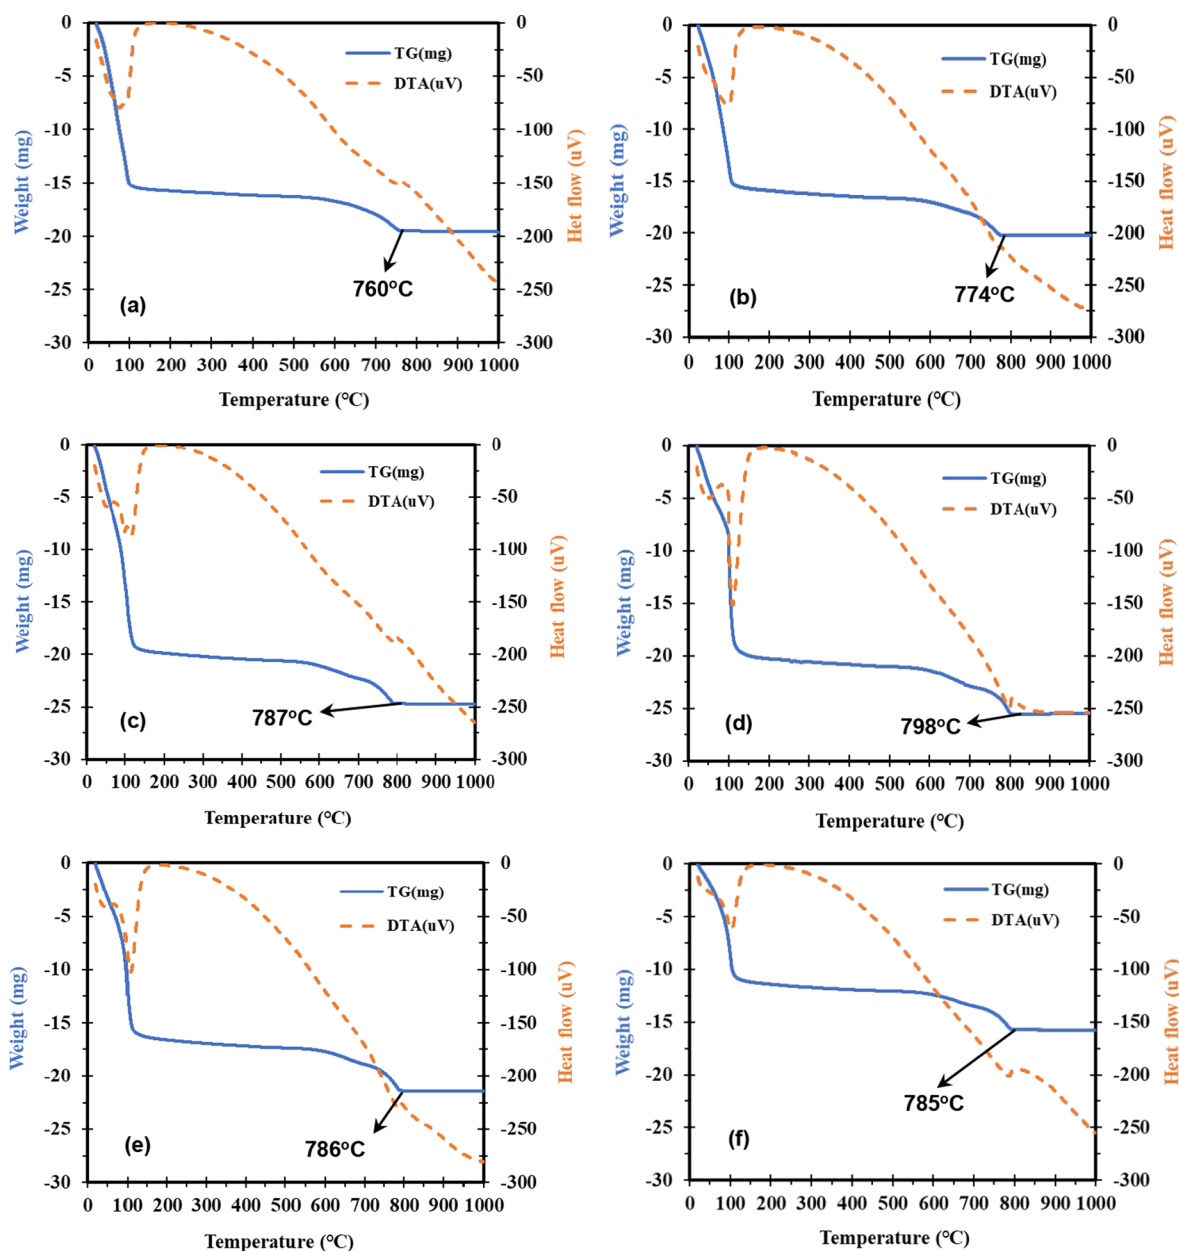 0
-5
-10
-15
-20
-25
-30
Weight (mg)
0
-50
-100
-150
-200
-250
-300
Het flow (uV)
TG(mg)
DTA(uV)
760°C
(a)
0 100 200 300 400 500 600 700 800 900 1000
Temperature (°C)
0
-5
-10
-15
-20
-25
-30
Weight (mg)
0
-50
-100
-150
-200
-250
-300
Heat flow (uV)
TG(mg)
DTA(uV)
774°C
(b)
0 100 200 300 400 500 600 700 800 900 1000
Temperature (°C)
0
-5
-10
-15
-20
-25
-30
Weight (mg)
0
-50
-100
-150
-200
-250
-300
Heat flow (uV)
TG(mg)
DTA(uV)
787°C
(c)
0 100 200 300 400 500 600 700 800 900 1000
Temperature (°C)
0
-5
-10
-15
-20
-25
-30
Weight (mg)
0
-50
-100
-150
-200
-250
-300
Heat flow (uV)
TG(mg)
DTA(uV)
798°C
(d)
0 100 200 300 400 500 600 700 800 900 1000
Temperature (°C)
0
-5
-10
-15
-20
-25
-30
Weight (mg)
0
-50
-100
-150
-200
-250
-300
Heat flow (uV)
TG(mg)
DTA(uV)
786°C
(e)
0 100 200 300 400 500 600 700 800 900 1000
Temperature (°C)
0
-5
-10
-15
-20
-25
-30
Weight (mg)
0
-50
-100
-150
-200
-250
-300
Heat flow (uV)
TG(mg)
DTA(uV)
785°C
(f)
0 100 200 300 400 500 600 700 800 900 1000
Temperature (°C)